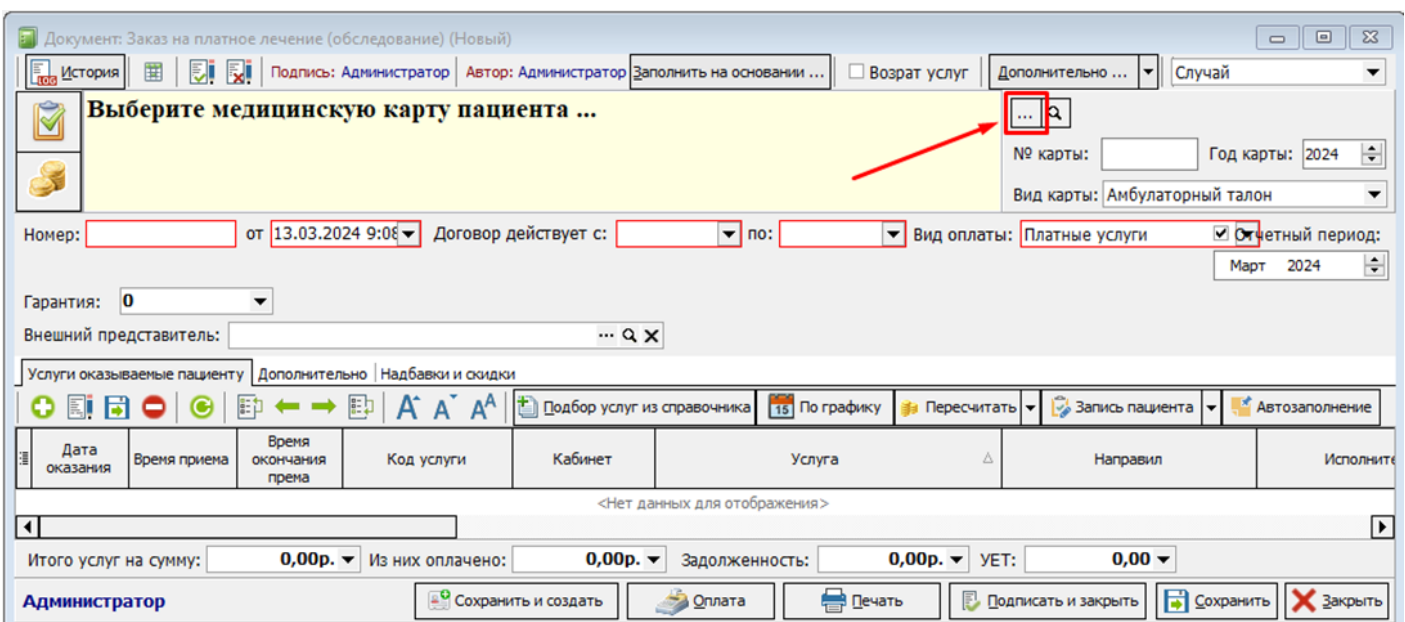 Документ: Заказ на платное лечение (обследование) (Новый)
История Подпись: Администратор Автор: Администратор Заполнить на основании ... Возрат услуг Дополнительно ... Случай
Выберите медицинскую карту пациента ...
...
№ карты: Год карты: 2024
Вид карты: Амбулаторный талон
Номер: от 13.03.2024 9:08 Договор действует с: по: Вид оплаты: Платные услуги Отчетный период:
Март 2024
Гарантия: 0
Внешний представитель: ...
Услуги оказываемые пациенту Дополнительно Надбавки и скидки
Подбор услуг из справочника 15 По графику Пересчитать Запись пациента Автозаполнение
Дата оказания Время приема Время окончания према Код услуги Кабинет Услуга Направил Исполните
<Нет данных для отображения>
Итого услуг на сумму: 0,00р. Из них оплачено: 0,00р. Задолженность: 0,00р. УЕТ: 0,00
Администратор Сохранить и создать Оплата Печать Подписать и закрыть Сохранить Закрыть